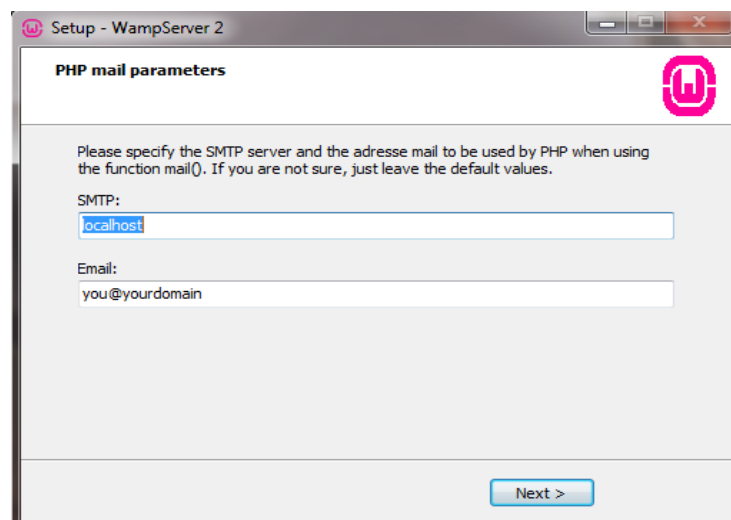 Setup - WampServer 2
PHP mail parameters
Please specify the SMTP server and the adresse mail to be used by PHP when using
the function mail(). If you are not sure, just leave the default values.
SMTP:
localhost
Email:
you@yourdomain
Next >